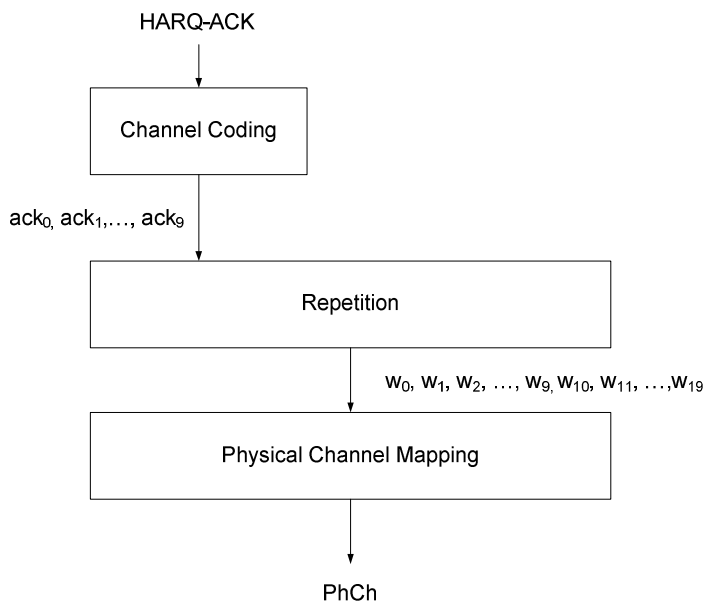 HARQ-ACK
Channel Coding
ack0, ack1,…, ack9
Repetition
w0, w1, w2, …, w9, w10, w11, …,w19
Physical Channel Mapping
PhCh